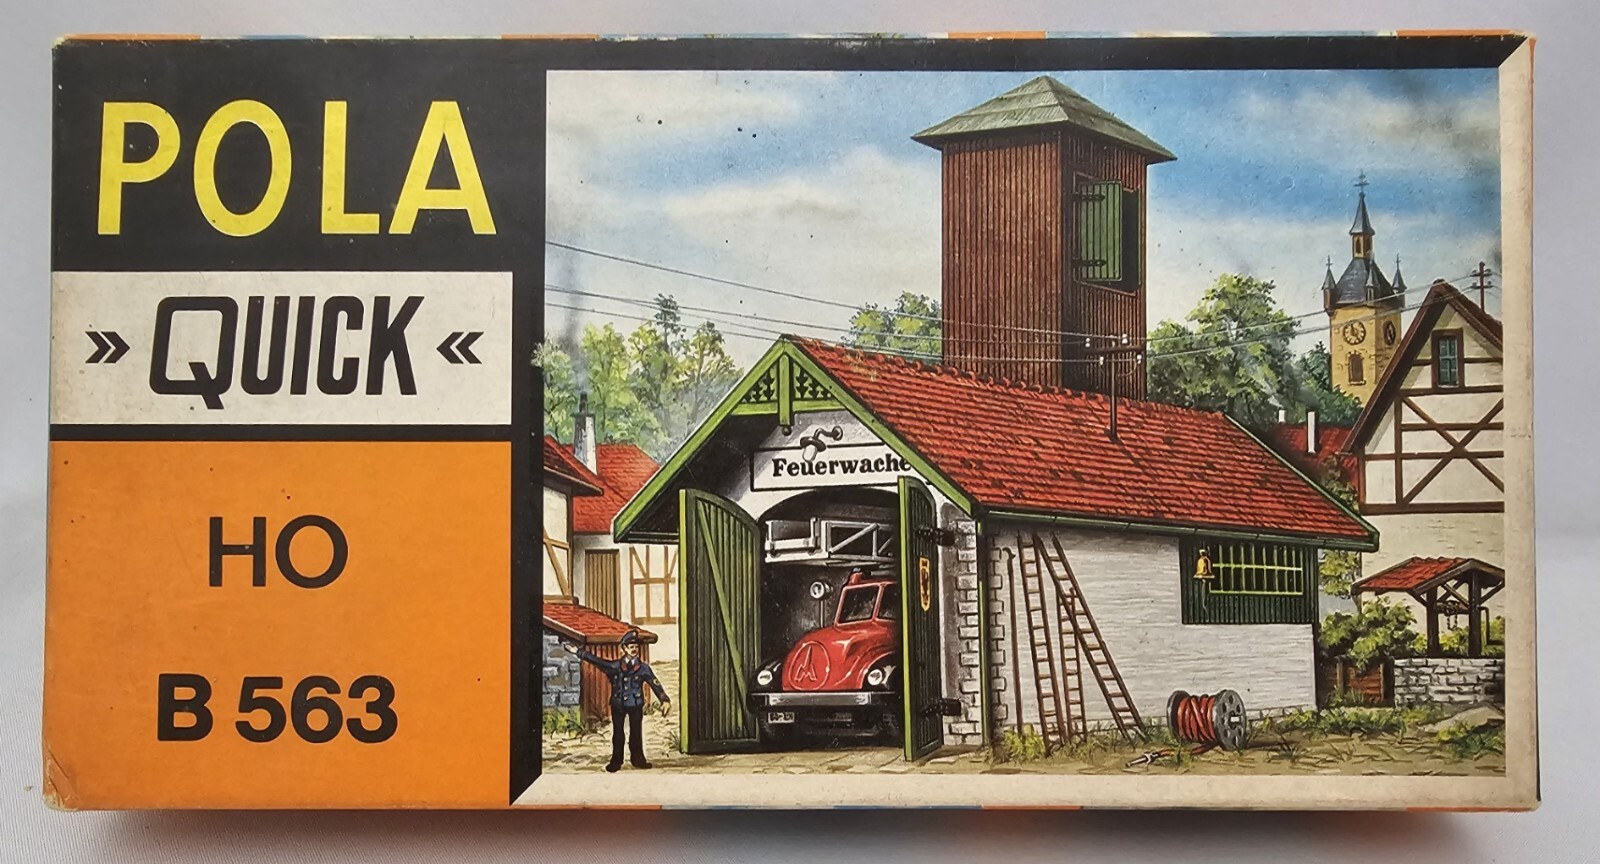 POLA
»QUICK«
HO
B 563
Feuerwache